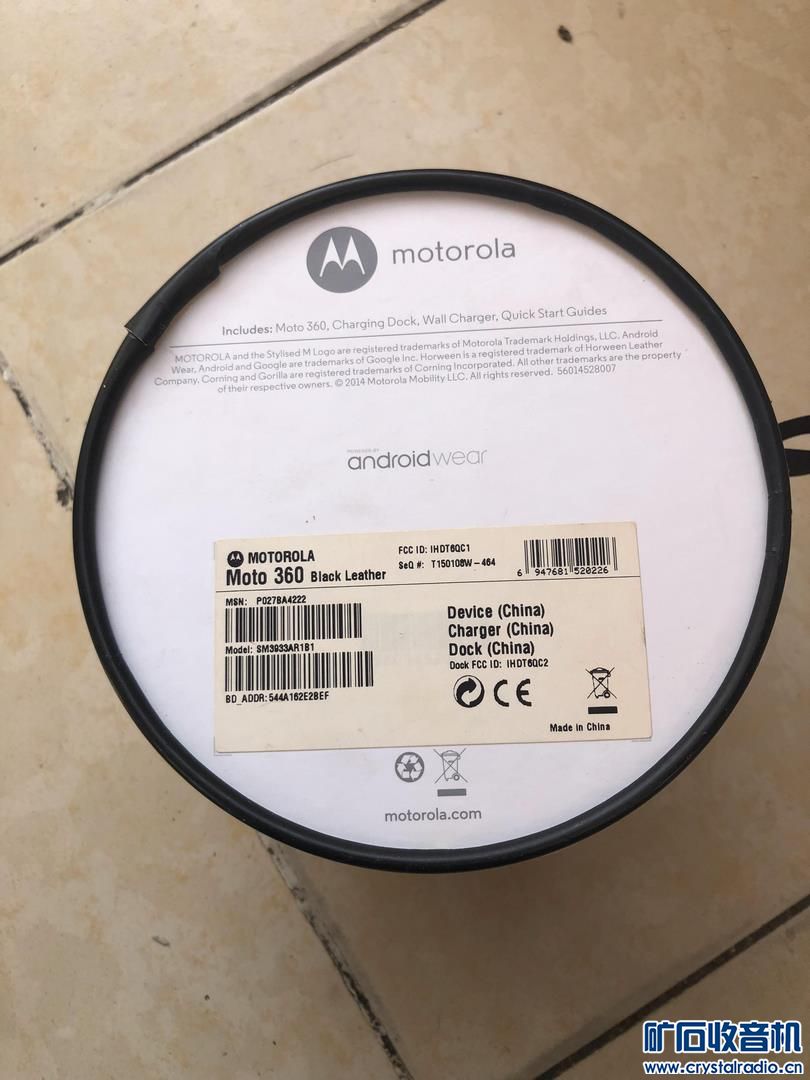 motorola
Includes: Moto 360, Charging Dock, Wall Charger, Quick Start Guides
MOTOROLA and the Stylised M Logo are registered trademarks of Motorola Trademark Holdings, LLC. Android
Wear, Android and Google are trademarks of Google Inc. Horween is a registered trademark of Horween Leather
Company, Corning and Gorilla are registered trademarks of Corning Incorporated. All other trademarks are the property
of their respective owners. © 2014 Motorola Mobility LLC. All rights reserved. 56014528007
POWERED BY
androidwear
MOTOROLA
Moto 360 Black Leather
FCC ID: IHDT6QC1
SeQ #: T150108W-464
6 947681 520226
MSN: P027BA4222
Model: SM3933AR1B1
BD_ADDR:544A162E2BEF
Device (China)
Charger (China)
Dock (China)
Dock FCC ID: IHDT6QC2
CE
Made in China
motorola.com
矿石收音机
www.crystalradio.cn